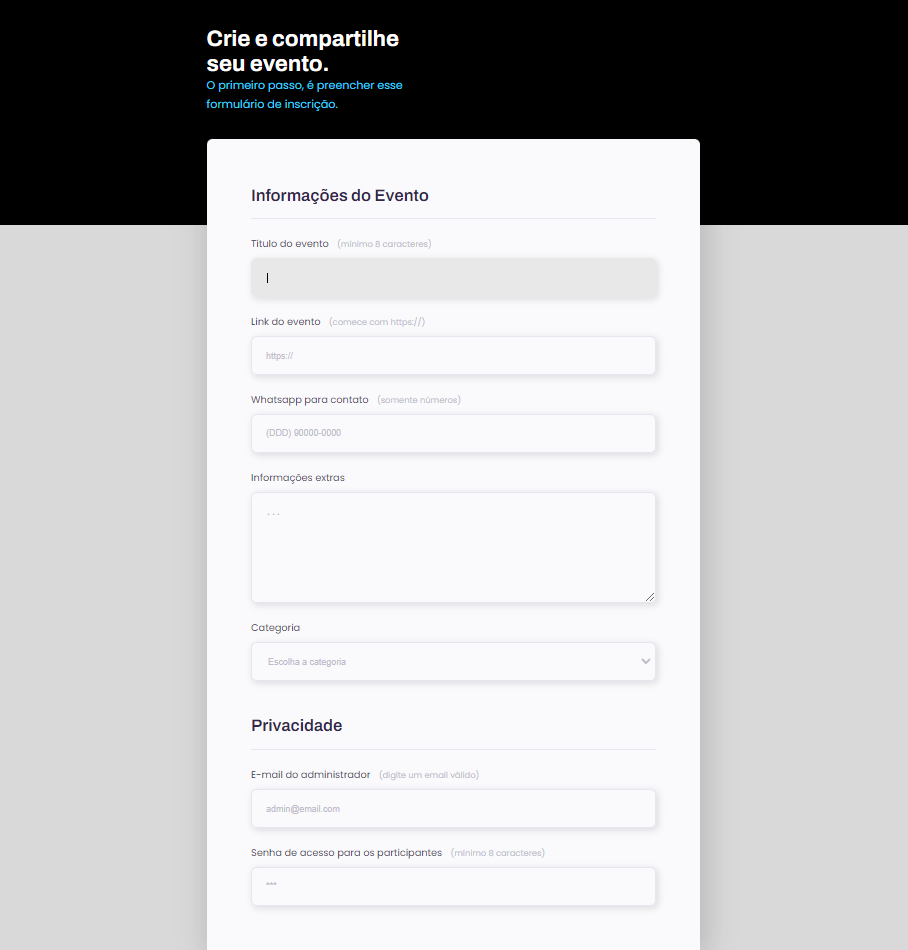 Crie e compartilhe
seu evento.
O primeiro passo, é preencher esse
formulário de inscrição.
Informações do Evento
Título do evento (mínimo 8 caracteres)
Link do evento (comece com https://)
https://
Whatsapp para contato (somente números)
(DDD) 90000-0000
Informações extras
...
Categoria
Escolha a categoria
Privacidade
E-mail do administrador (digite um email válido)
admin@email.com
Senha de acesso para os participantes (mínimo 8 caracteres)
***